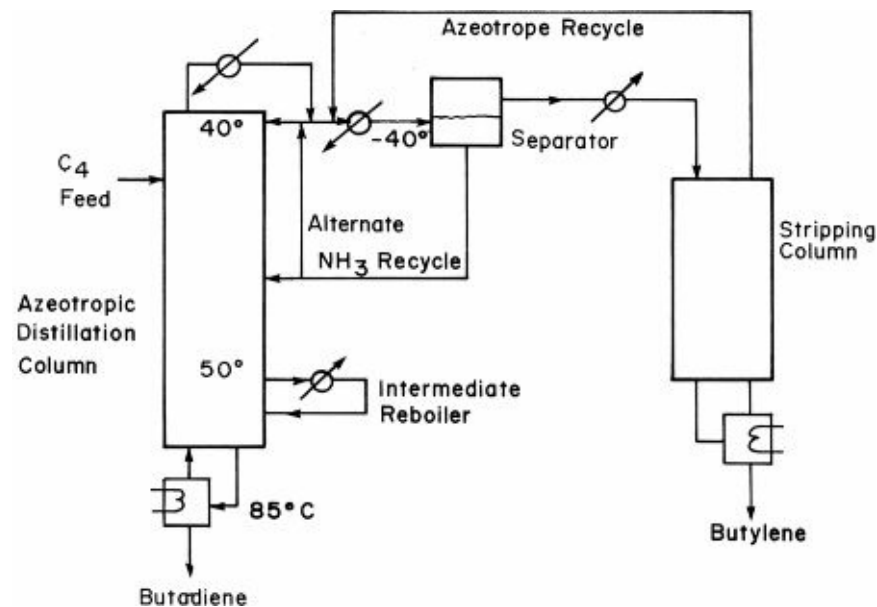 Azeotrope Recycle
40°
-40°
Separator
C4
Feed
Alternate
NH3 Recycle
Stripping
Column
Azeotropic
Distillation
Column
50°
Intermediate
Reboiler
85°C
Butadiene
Butylene